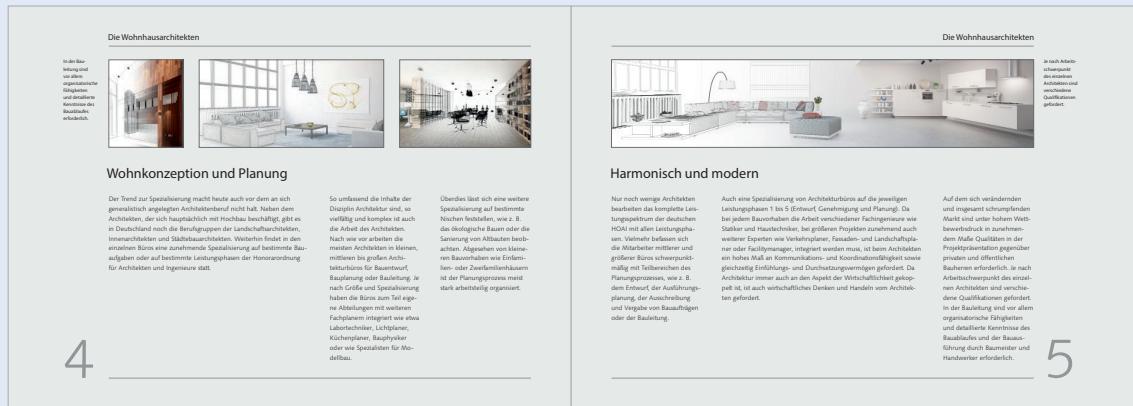 Die Wohnhausarchitekten
In der Bau-
leitung sind
vor allem
organisatorische
Fähigkeiten
und detaillierte
Kenntnisse des
Bauablaufes
erforderlich.
Wohnkonzeption und Planung
Der Trend zur Spezialisierung macht heute auch vor dem an sich
generalistisch angelegten Architektenberuf nicht halt. Neben dem
Architekten, der sich hauptsächlich mit Hochbau beschäftigt, gibt es
in Deutschland noch die Berufsgruppen der Landschaftsarchitekten,
Innenarchitekten und Städtebauarchitekten. Weiterhin findet in den
einzelnen Büros eine zunehmende Spezialisierung auf bestimmte Bau-
aufgaben oder auf bestimmte Leistungsphasen der Honorarordnung
für Architekten und Ingenieure statt.
So umfassend die Inhalte der
Disziplin Architektur sind, so
vielfältig und komplex ist auch
die Arbeit des Architekten.
Nach wie vor arbeiten die
meisten Architekten in kleinen,
mittleren bis großen Archi-
tekturbüros für Bauentwurf,
Bauplanung oder Bauleitung. Je
nach Größe und Spezialisierung
haben die Büros zum Teil eige-
ne Abteilungen mit weiteren
Fachplanern integriert wie etwa
Labortechniker, Lichtplaner,
Küchenplaner, Bauphysiker
oder wie Spezialisten für Mo-
dellbau.
Überdies lässt sich eine weitere
Spezialisierung auf bestimmte
Nischen feststellen, wie z. B.
das ökologische Bauen oder die
Sanierung von Altbauten beob-
achten. Abgesehen von kleine-
ren Bauvorhaben wie Einfami-
lien- oder Zweifamilienhäusern
ist der Planungsprozess meist
stark arbeitsteilig organisiert.
4
Die Wohnhausarchitekten
Je nach Arbeits-
schwerpunkt
des einzelnen
Architekten sind
verschiedene
Qualifikationen
gefordert.
Harmonisch und modern
Nur noch wenige Architekten
bearbeiten das komplette Leis-
tungsspektrum der deutschen
HOAI mit allen Leistungspha-
sen. Vielmehr befassen sich
die Mitarbeiter mittlerer und
größerer Büros schwerpunkt-
mäßig mit Teilbereichen des
Planungsprozesses, wie z. B.
dem Entwurf, der Ausführungs-
planung, der Ausschreibung
und Vergabe von Bauaufträgen
oder der Bauleitung.
Auch eine Spezialisierung von Architekturbüros auf die jeweiligen
Leistungsphasen 1 bis 5 (Entwurf, Genehmigung und Planung). Da
bei jedem Bauvorhaben die Arbeit verschiedener Fachingenieure wie
Statiker und Haustechniker, bei größeren Projekten zunehmend auch
weiterer Experten wie Verkehrsplaner, Fassaden- und Landschaftspla-
ner oder Facilitymanager, integriert werden muss, ist beim Architekten
ein hohes Maß an Kommunikations- und Koordinationsfähigkeit sowie
gleichzeitig Einfühlungs- und Durchsetzungsvermögen gefordert. Da
Architektur immer auch an den Aspekt der Wirtschaftlichkeit gekop-
pelt ist, ist auch wirtschaftliches Denken und Handeln vom Architek-
ten gefordert.
Auf dem sich verändernden
und insgesamt schrumpfenden
Markt sind unter hohem Wett-
bewerbdruck in zunehmen-
dem Maße Qualitäten in der
Projektpräsentation gegenüber
privaten und öffentlichen
Bauherren erforderlich. Je nach
Arbeitsschwerpunkt des einzel-
nen Architekten sind verschie-
dene Qualifikationen gefordert.
In der Bauleitung sind vor allem
organisatorische Fähigkeiten
und detaillierte Kenntnisse des
Bauablaufes und der Bauaus-
führung durch Baumeister und
Handwerker erforderlich.
5